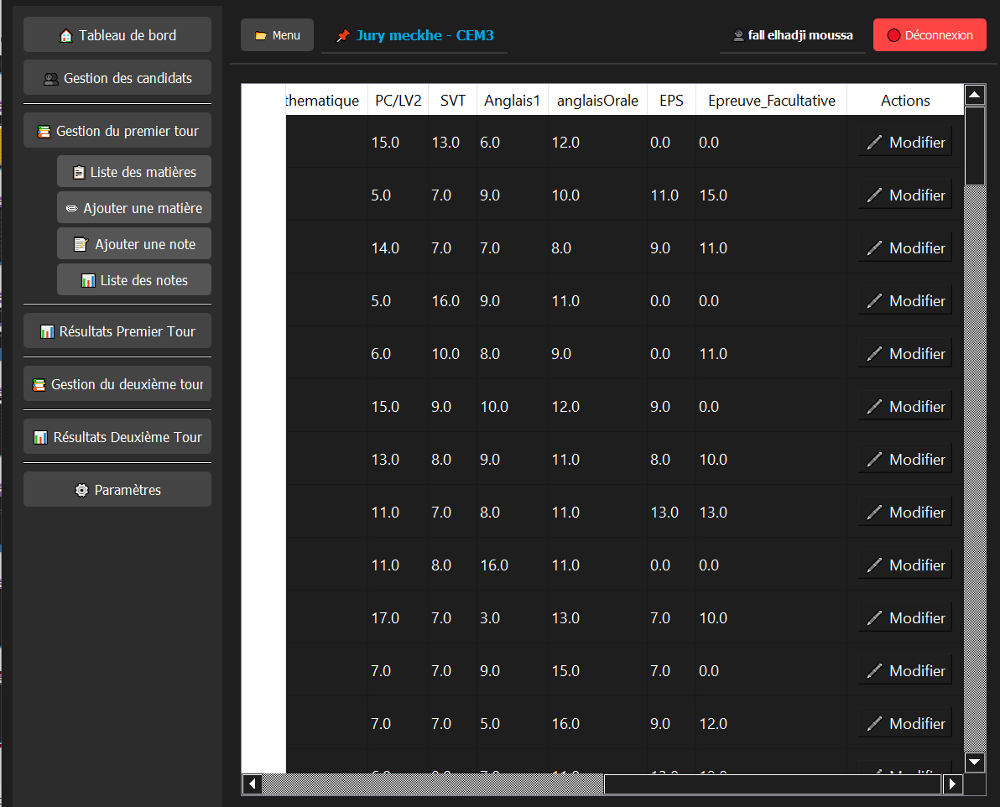 Tableau de bord
Gestion des candidats
Gestion du premier tour
Liste des matières
Ajouter une matière
Ajouter une note
Liste des notes
Résultats Premier Tour
Gestion du deuxième tour
Résultats Deuxième Tour
Paramètres
Menu
Jury meckhe - CEM3
fall elhadji moussa
Déconnexion
thematique PC/LV2 SVT Anglais1 anglaisOrale EPS Epreuve_Facultative Actions
15.0 13.0 6.0 12.0 0.0 0.0 Modifier
5.0 7.0 9.0 10.0 11.0 15.0 Modifier
14.0 7.0 7.0 8.0 9.0 11.0 Modifier
5.0 16.0 9.0 11.0 0.0 0.0 Modifier
6.0 10.0 8.0 9.0 0.0 11.0 Modifier
15.0 9.0 10.0 12.0 9.0 0.0 Modifier
13.0 8.0 9.0 11.0 8.0 10.0 Modifier
11.0 7.0 8.0 11.0 13.0 13.0 Modifier
11.0 8.0 16.0 11.0 0.0 0.0 Modifier
17.0 7.0 3.0 13.0 7.0 10.0 Modifier
7.0 7.0 9.0 15.0 7.0 0.0 Modifier
7.0 7.0 5.0 16.0 9.0 12.0 Modifier